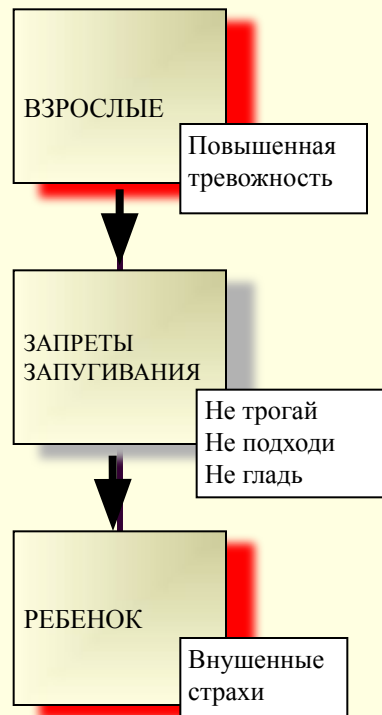 ВЗРОСЛЫЕ
Повышенная
тревожность
ЗАПРЕТЫ
ЗАПУГИВАНИЯ
Не трогай
Не подходи
Не гладь
РЕБЕНОК
Внушенные
страхи